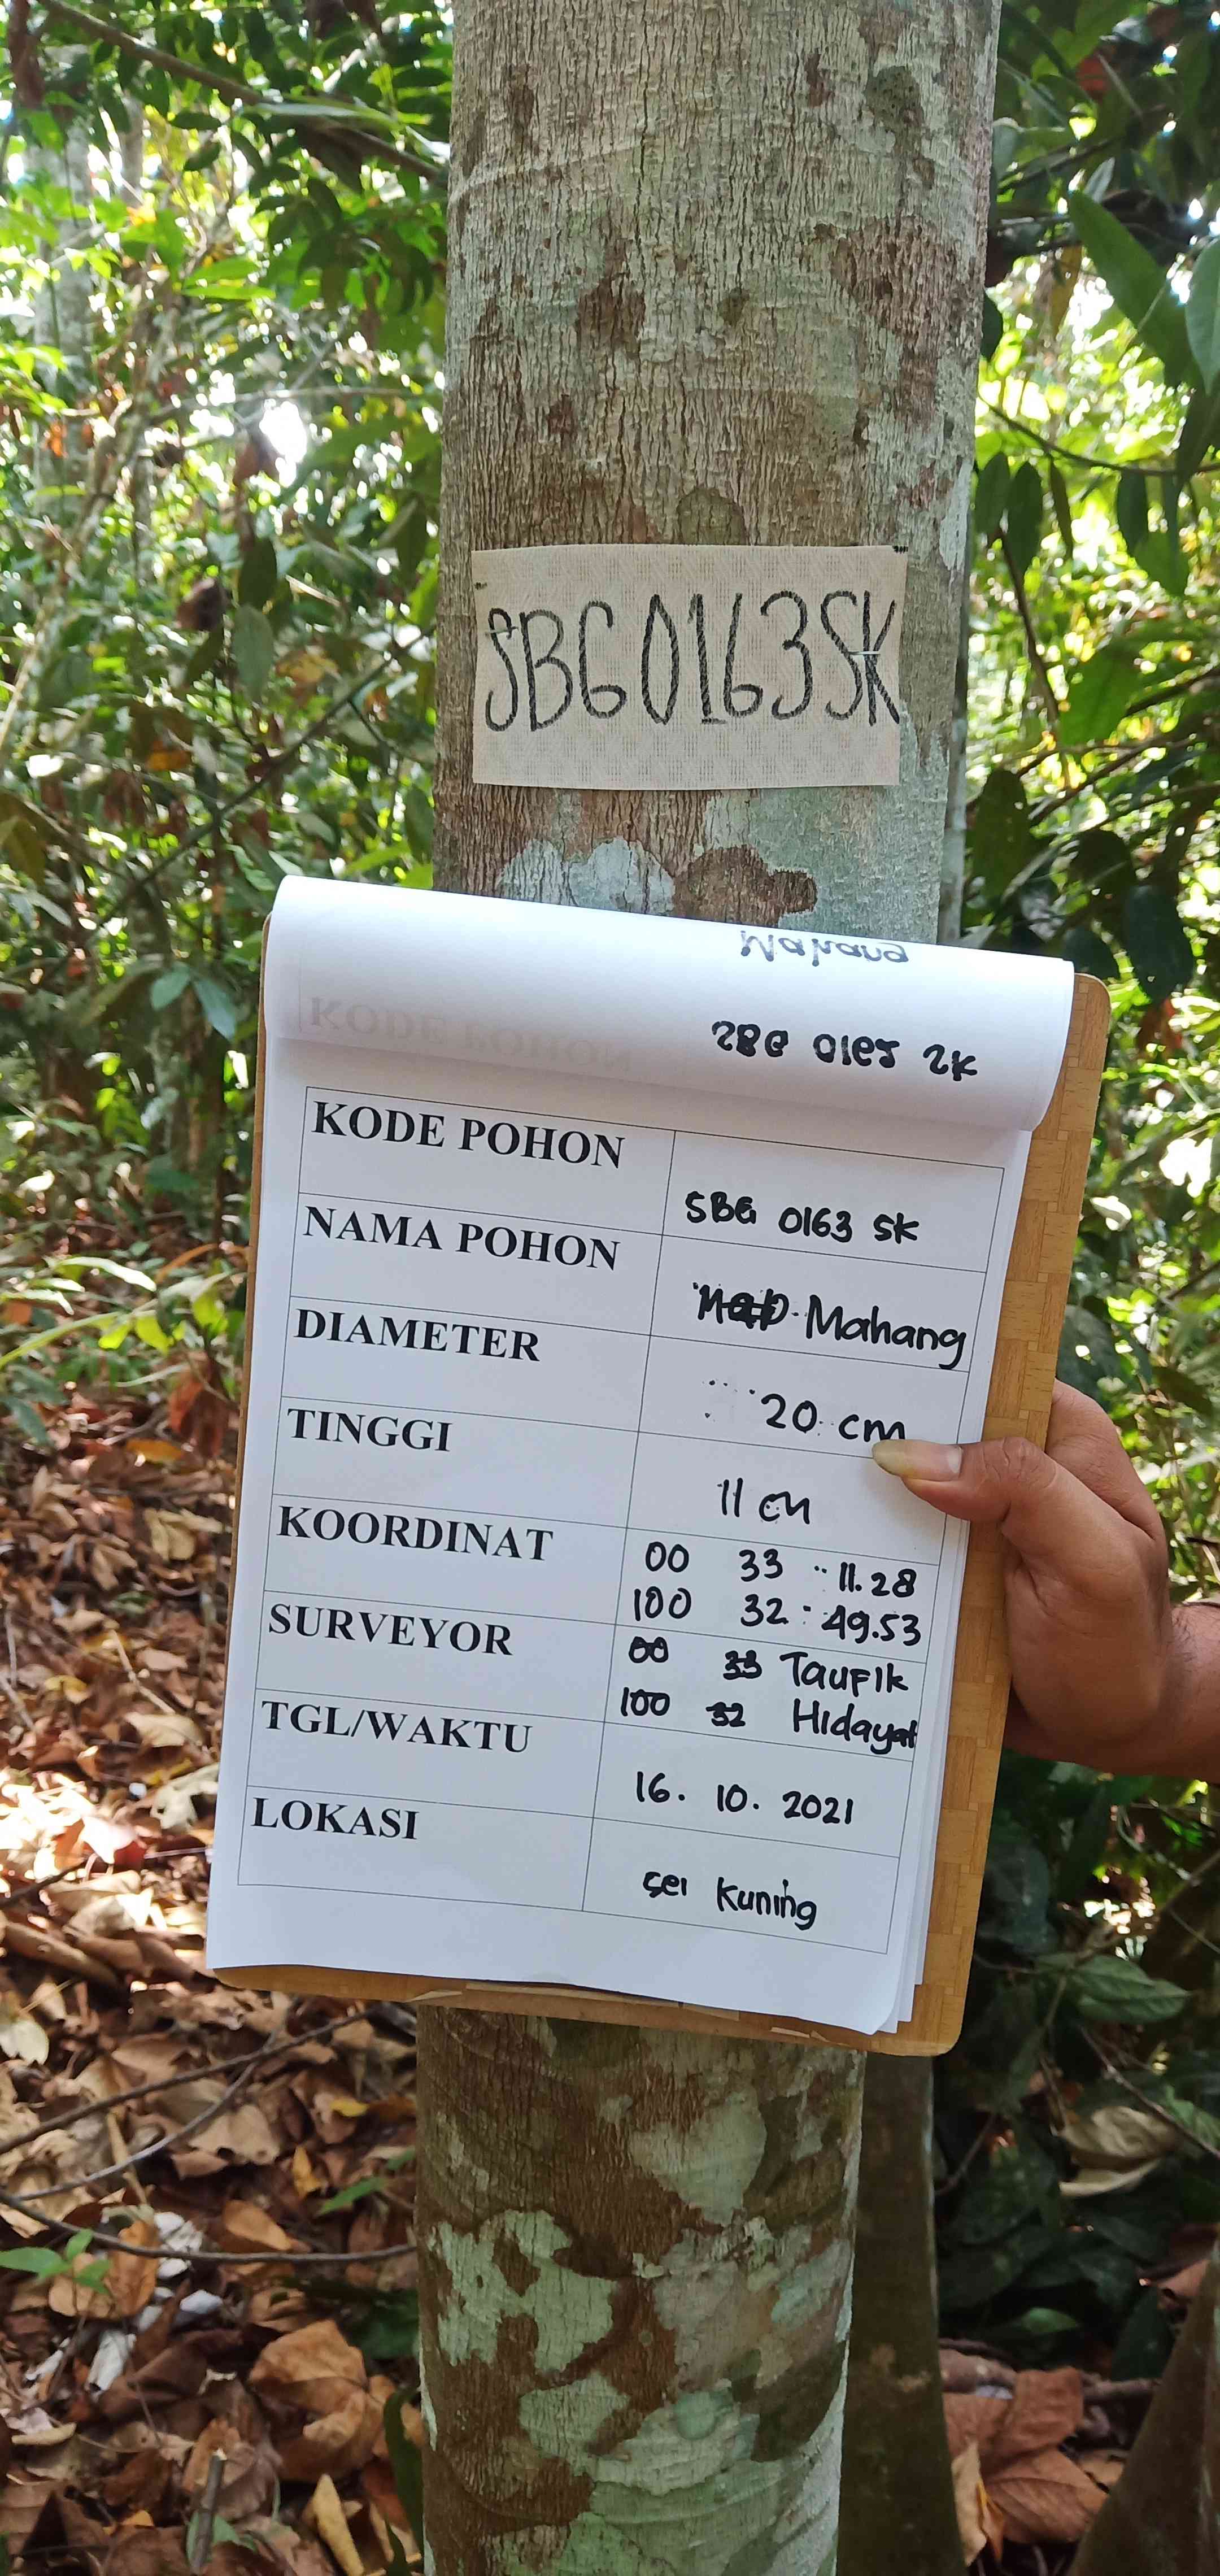 SBG0163SK
Mahang
SBG 0162 SK
KODE POHON
KODE POHON SBG 0163 SK
NAMA POHON Mahang
DIAMETER 20 cm
TINGGI 11 cm
KOORDINAT 00 33 11.28
100 32 49.53
SURVEYOR 00 33 Taufik
100 32 Hidayat
TGL/WAKTU 16. 10. 2021
LOKASI Sei Kuning